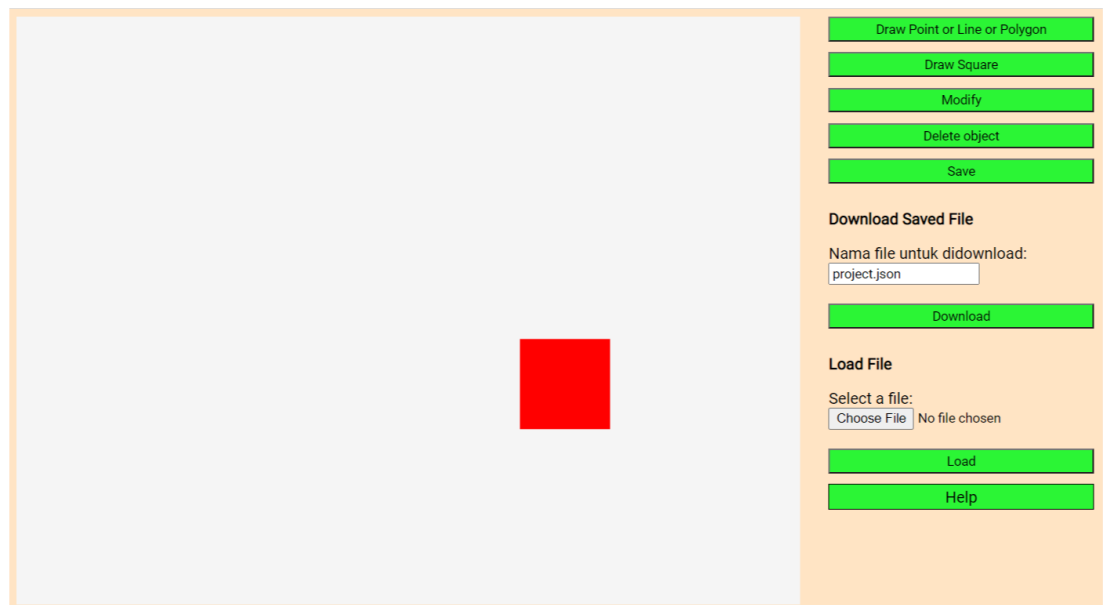 Draw Point or Line or Polygon
Draw Square
Modify
Delete object
Save
Download Saved File
Nama file untuk didownload:
project.json
Download
Load File
Select a file:
Choose File No file chosen
Load
Help